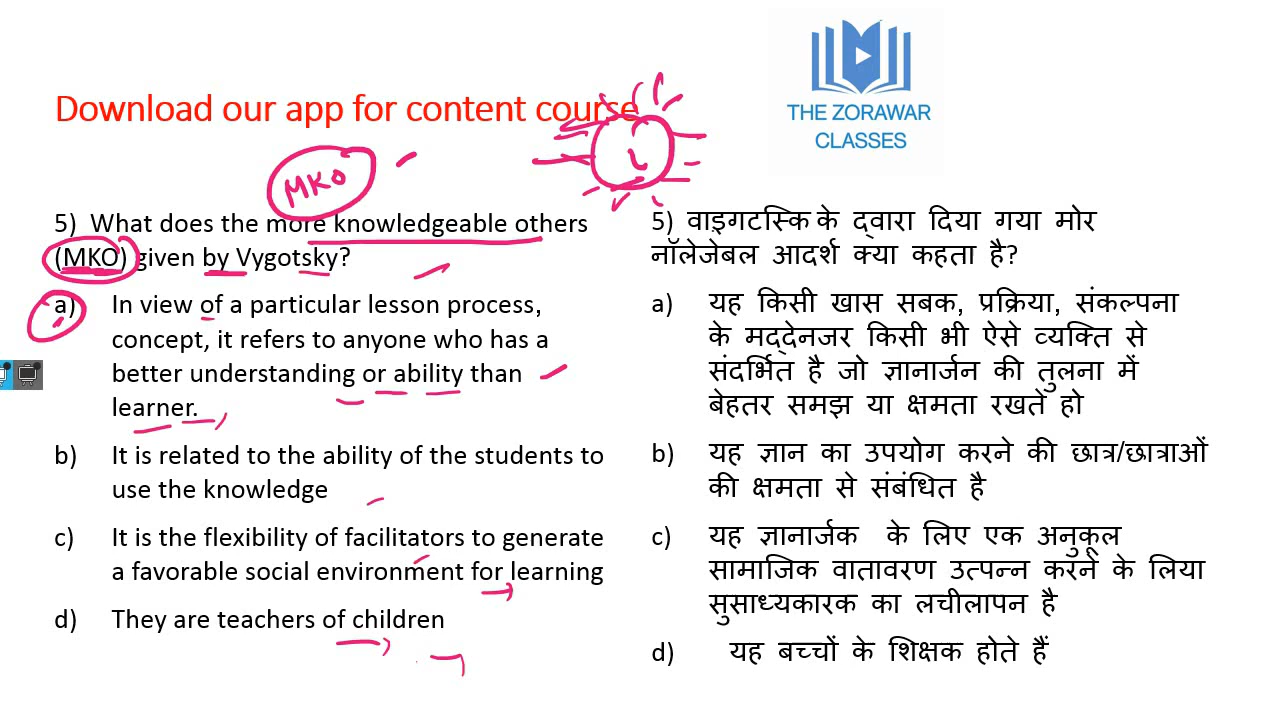 THE ZORAWAR
CLASSES
Download our app for content course
MKO
5) What does the more knowledgeable others
(MKO) given by Vygotsky?
a) In view of a particular lesson process,
concept, it refers to anyone who has a
better understanding or ability than
learner.
b) It is related to the ability of the students to
use the knowledge
c) It is the flexibility of facilitators to generate
a favorable social environment for learning
d) They are teachers of children
5) वाइगटस्कि के द्वारा दिया गया मोर
नॉलेजेबल आदर्श क्या कहता है?
a) यह किसी खास सबक, प्रक्रिया, संकल्पना
के मद्देनजर किसी भी ऐसे व्यक्ति से
संदर्भित है जो ज्ञानार्जन की तुलना में
बेहतर समझ या क्षमता रखते हो
b) यह ज्ञान का उपयोग करने की छात्र/छात्राओं
की क्षमता से संबंधित है
c) यह ज्ञानार्जक के लिए एक अनुकूल
सामाजिक वातावरण उत्पन्न करने के लिया
सुसाध्यकारक का लचीलापन है
d) यह बच्चों के शिक्षक होते हैं